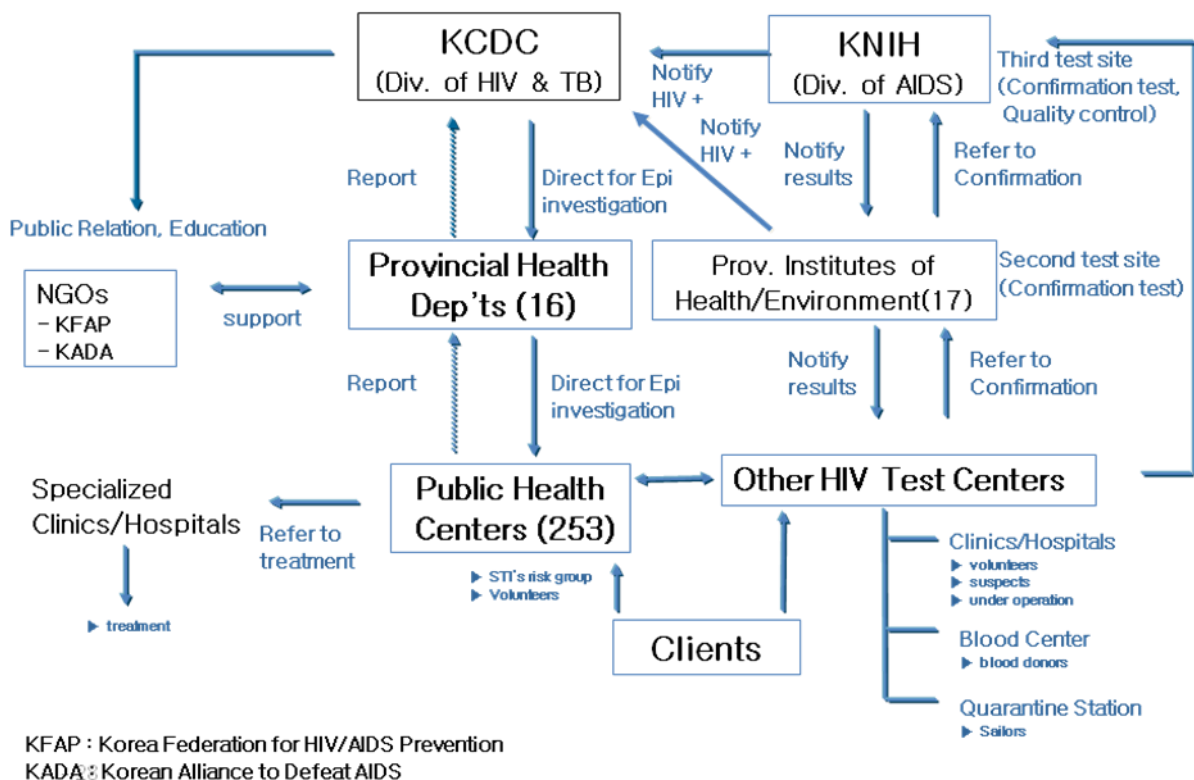 KCDC
(Div. of HIV & TB)
KNIH
(Div. of AIDS)
Third test site
(Confirmation test,
Quality control)
Notify
HIV +
Notify
HIV +
Notify
results
Refer to
Confirmation
Report
Direct for Epi
investigation
Public Relation, Education
NGOs
- KFAP
- KADA
support
Provincial Health
Dep'ts (16)
Prov. Institutes of
Health/Environment(17)
Second test site
(Confirmation test)
Report
Direct for Epi
investigation
Notify
results
Refer to
Confirmation
Specialized
Clinics/Hospitals
Refer to
treatment
Public Health
Centers (253)
Other HIV Test Centers
▶ STI's risk group
▶ Volunteers
▶ treatment
Clients
Clinics/Hospitals
▶ volunteers
▶ suspects
▶ under operation
Blood Center
▶ blood donors
Quarantine Station
▶ Sailors
KFAP : Korea Federation for HIV/AIDS Prevention
KADA : Korean Alliance to Defeat AIDS